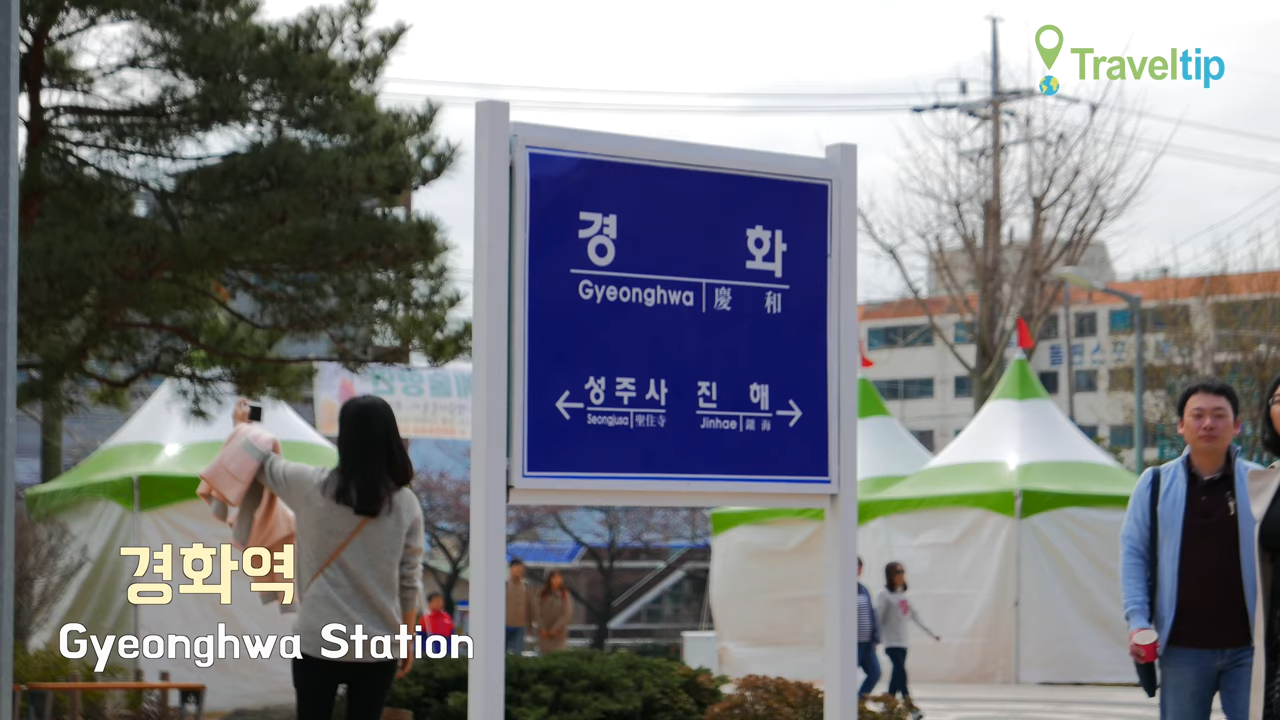 Traveltip
경 화
Gyeonghwa 慶 和
성주사 진 해
Seongjusa 聖住寺 Jinhae 鎭 海
경화역
Gyeonghwa Station